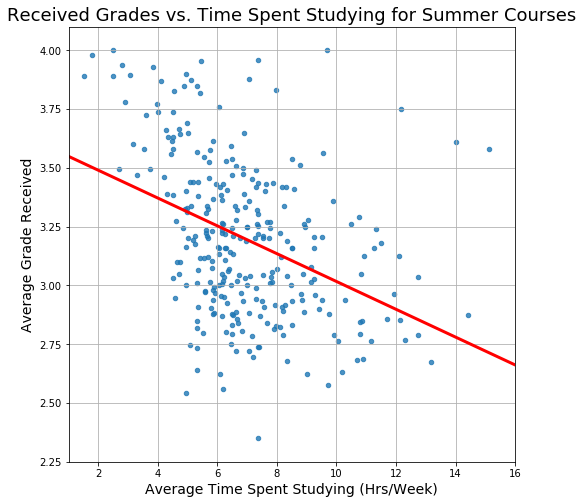 Received Grades vs. Time Spent Studying for Summer Courses
4.00
3.75
3.50
3.25
3.00
2.75
2.50
2.25
Average Grade Received
2 4 6 8 10 12 14 16
Average Time Spent Studying (Hrs/Week)